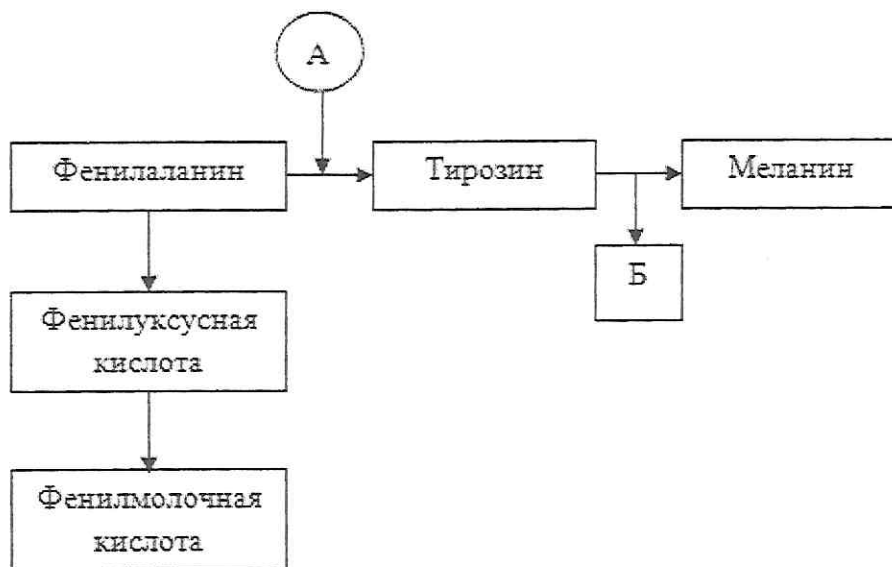 А
Фенилаланин
Тирозин
Меланин
Б
Фенилуксусная
кислота
Фенилмолочная
кислота